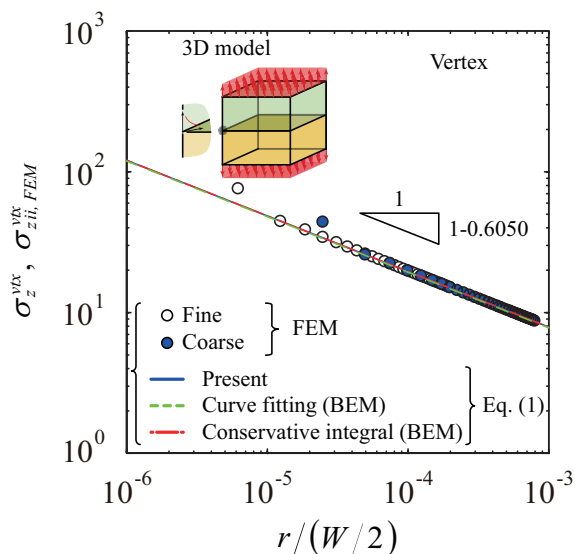 3D model
Vertex
1
1-0.6050
Fine
Coarse
FEM
Present
Curve fitting (BEM)
Conservative integral (BEM)
Eq. (1)
10^3
10^2
10^1
10^0
10^-6
10^-5
10^-4
10^-3
σ_z^vtx , σ_zii, FEM^vtx
r/(W/2)